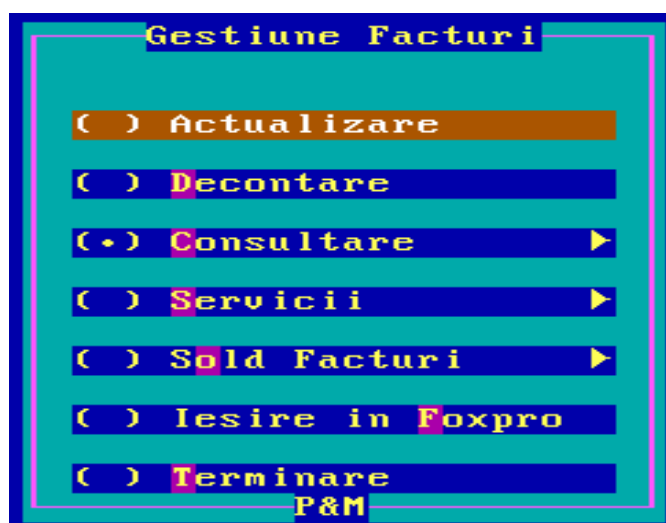 Gestiune Facturi
( ) Actualizare
( ) Decontare
(•) Consultare ►
( ) Servicii ►
( ) Sold Facturi ►
( ) Iesire in Foxpro
( ) Terminare
P&M